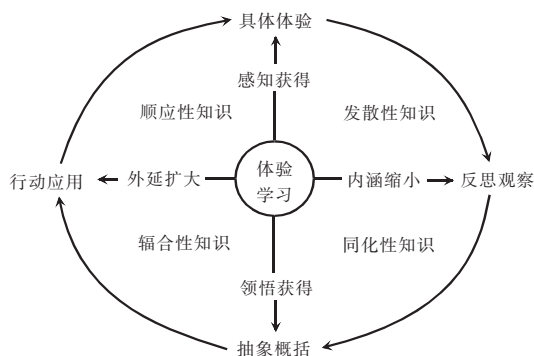 具体体验
感知获得
顺应性知识
发散性知识
行动应用
外延扩大
体验
学习
内涵缩小
反思观察
辐合性知识
同化性知识
领悟获得
抽象概括